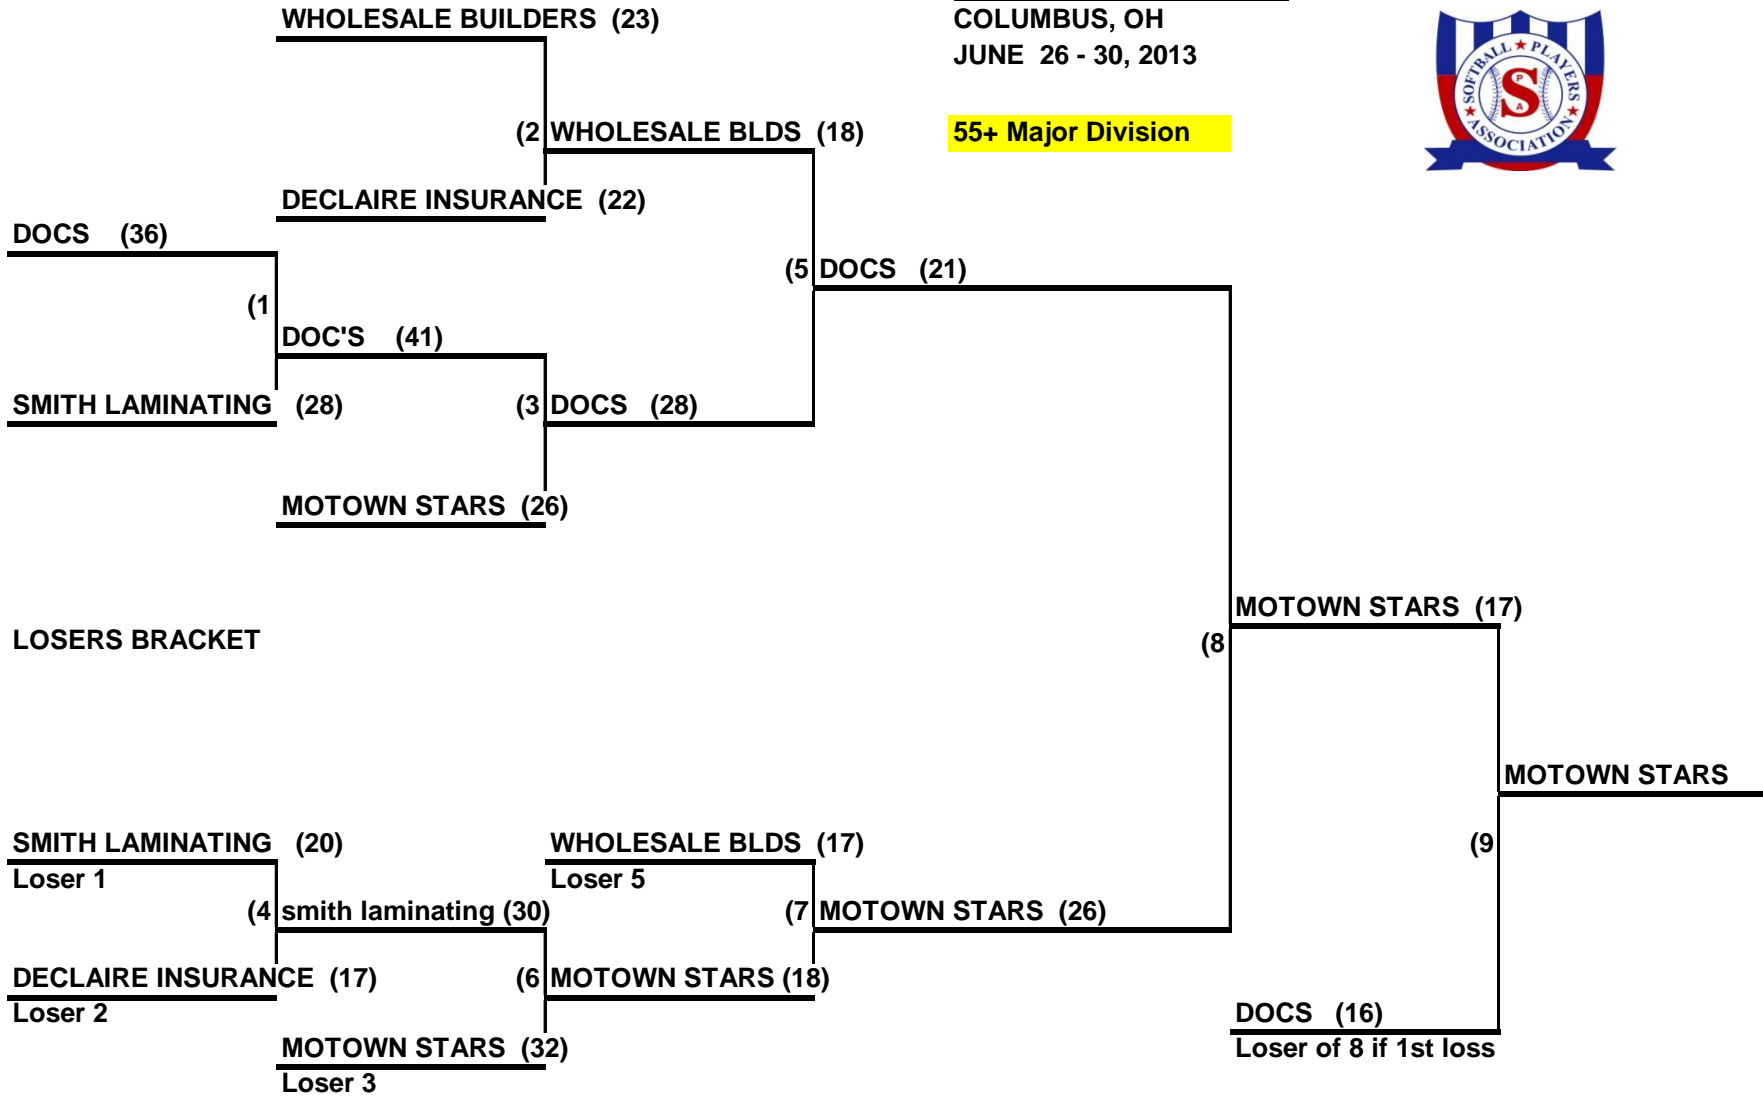 WHOLESALE BUILDERS (23)
COLUMBUS, OH
JUNE 26 - 30, 2013
SOFTBALL ★ PLAYERS ★ ASSOCIATION ★
P
S
A
(2 WHOLESALE BLDS (18)
55+ Major Division
DECLAIRE INSURANCE (22)
DOCS (36)
(5 DOCS (21)
(1
DOC'S (41)
SMITH LAMINATING (28)
(3 DOCS (28)
MOTOWN STARS (26)
MOTOWN STARS (17)
LOSERS BRACKET
(8
MOTOWN STARS
SMITH LAMINATING (20)
WHOLESALE BLDS (17)
(9
Loser 1
Loser 5
(4 smith laminating (30)
(7 MOTOWN STARS (26)
DECLAIRE INSURANCE (17)
(6 MOTOWN STARS (18)
Loser 2
DOCS (16)
MOTOWN STARS (32)
Loser of 8 if 1st loss
Loser 3